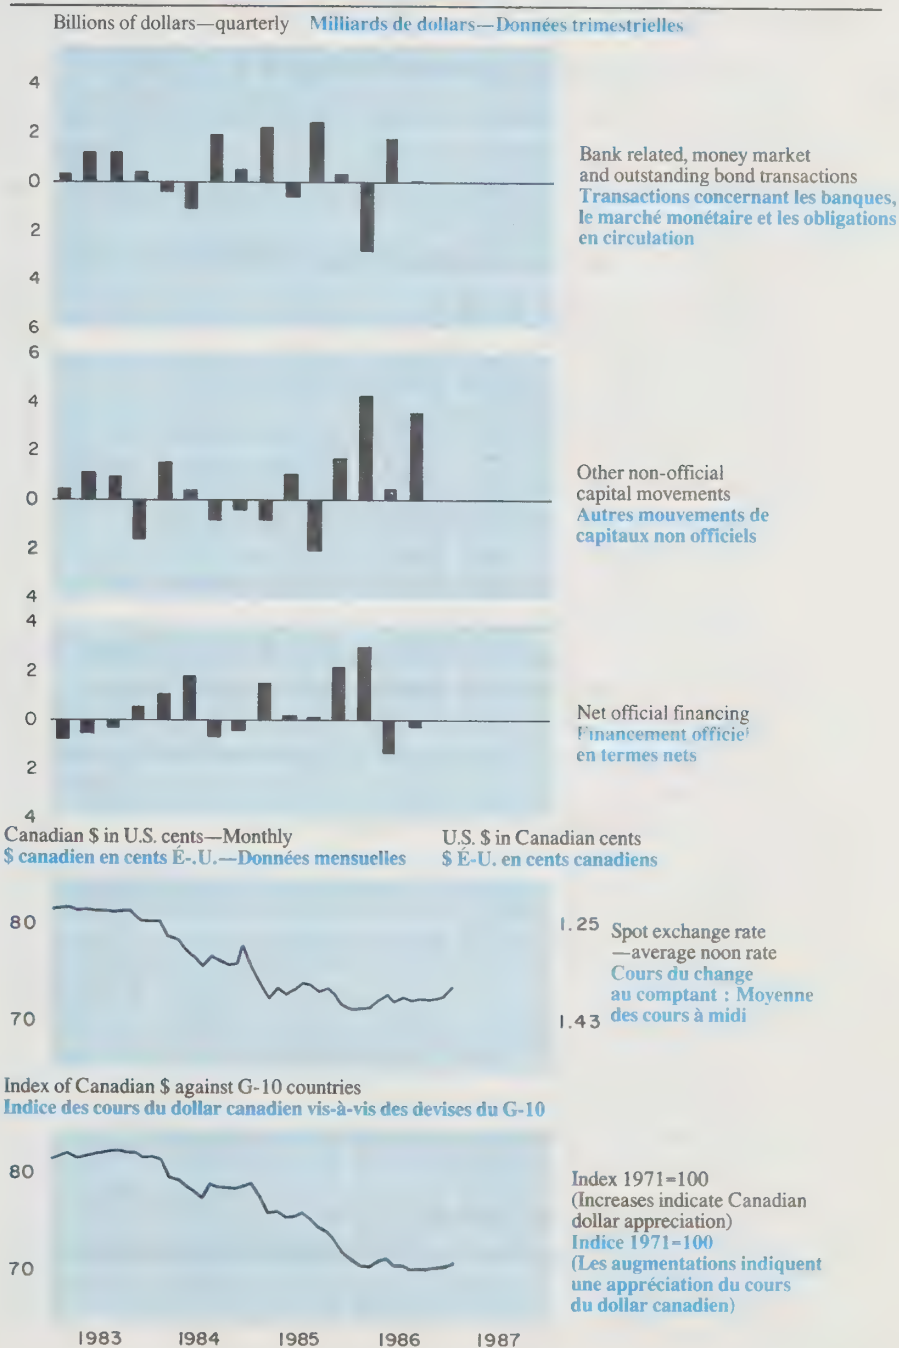 Billions of dollars—quarterly Milliards de dollars—Données trimestrielles
4
2
0
2
4
6
Bank related, money market
and outstanding bond transactions
Transactions concernant les banques,
le marché monétaire et les obligations
en circulation
6
4
2
0
2
4
Other non-official
capital movements
Autres mouvements de
capitaux non officiels
4
2
0
2
4
Net official financing
Financement officiel
en termes nets
Canadian $ in U.S. cents—Monthly
$ canadien en cents É-.U.—Données mensuelles
U.S. $ in Canadian cents
$ É-U. en cents canadiens
80
70
1.25
1.43
Spot exchange rate
—average noon rate
Cours du change
au comptant : Moyenne
des cours à midi
Index of Canadian $ against G-10 countries
Indice des cours du dollar canadien vis-à-vis des devises du G-10
80
70
Index 1971=100
(Increases indicate Canadian
dollar appreciation)
Indice 1971=100
(Les augmentations indiquent
une appréciation du cours
du dollar canadien)
1983 1984 1985 1986 1987